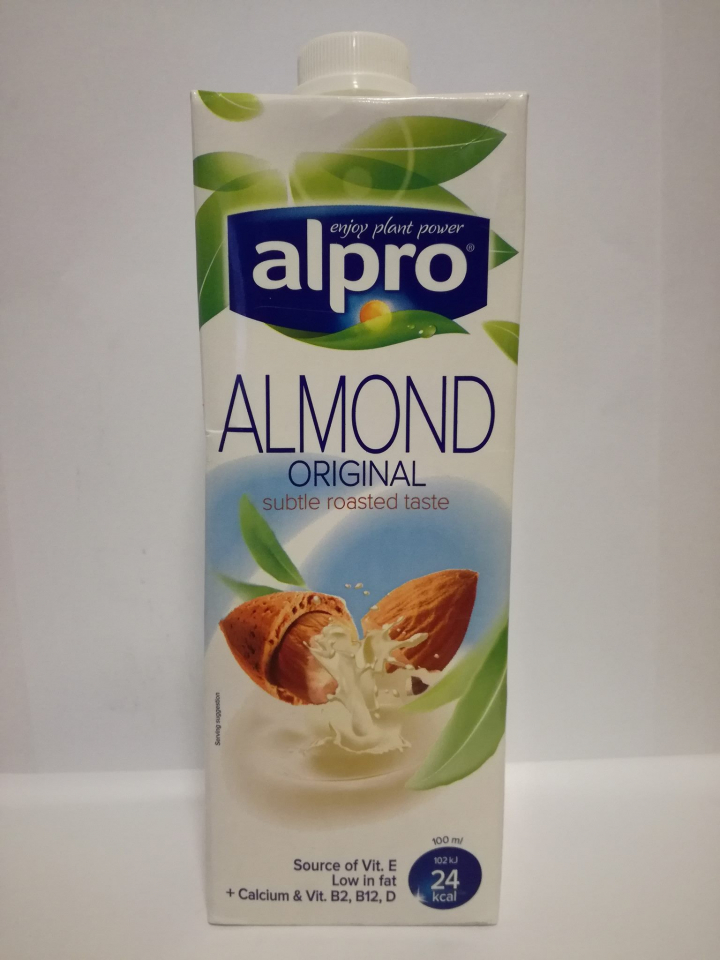 enjoy plant power
alpro®
ALMOND
ORIGINAL
subtle roasted taste
Serving suggestion
Source of Vit. E
Low in fat
+ Calcium & Vit. B2, B12, D
100 ml
102 kJ
24
kcal